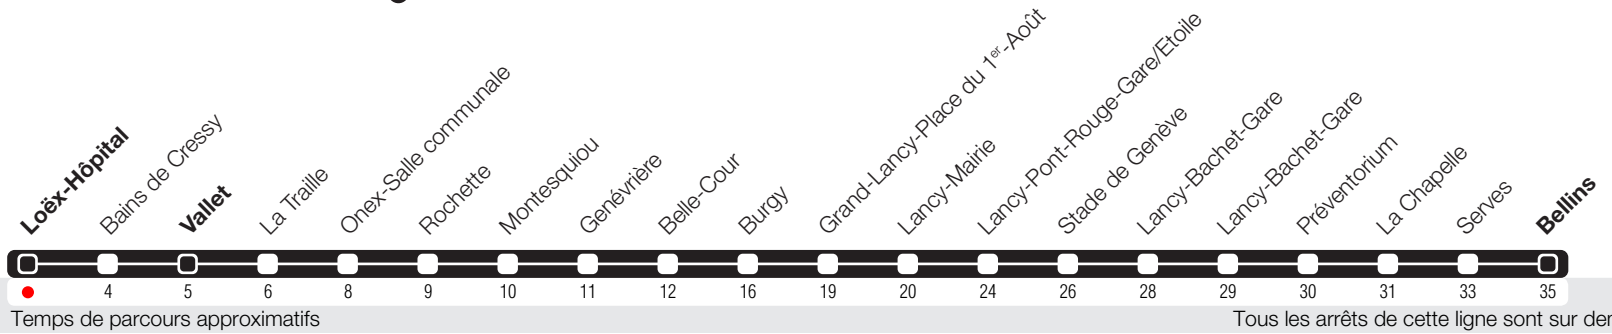 Loëx-Hôpital
Bains de Cressy
Vallet
La Traille
Onex-Salle communale
Rochette
Montesquiou
Genévrière
Belle-Cour
Burgy
Grand-Lancy-Place du 1er-Août
Lancy-Mairie
Lancy-Pont-Rouge-Gare/Etoile
Stade de Genève
Lancy-Bachet-Gare
Lancy-Bachet-Gare
Préventorium
La Chapelle
Serves
Bellins
4 5 6 8 9 10 11 12 16 19 20 24 26 28 29 30 31 33 35
Temps de parcours approximatifs
Tous les arrêts de cette ligne sont sur